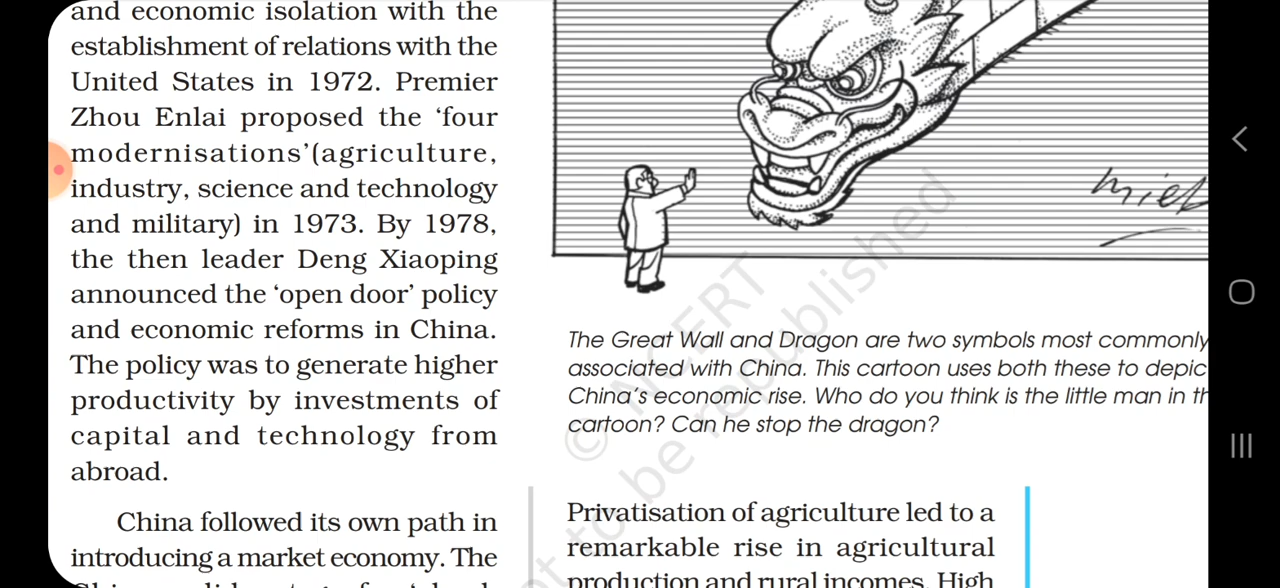 and economic isolation with the
establishment of relations with the
United States in 1972. Premier
Zhou Enlai proposed the ‘four
modernisations’(agriculture,
industry, science and technology
and military) in 1973. By 1978,
the then leader Deng Xiaoping
announced the ‘open door’ policy
and economic reforms in China.
The policy was to generate higher
productivity by investments of
capital and technology from
abroad.
China followed its own path in
introducing a market economy. The
The Great Wall and Dragon are two symbols most commonly
associated with China. This cartoon uses both these to depic
China’s economic rise. Who do you think is the little man in th
cartoon? Can he stop the dragon?
Privatisation of agriculture led to a
remarkable rise in agricultural
production and rural incomes. High
© NCERT
not to be republished